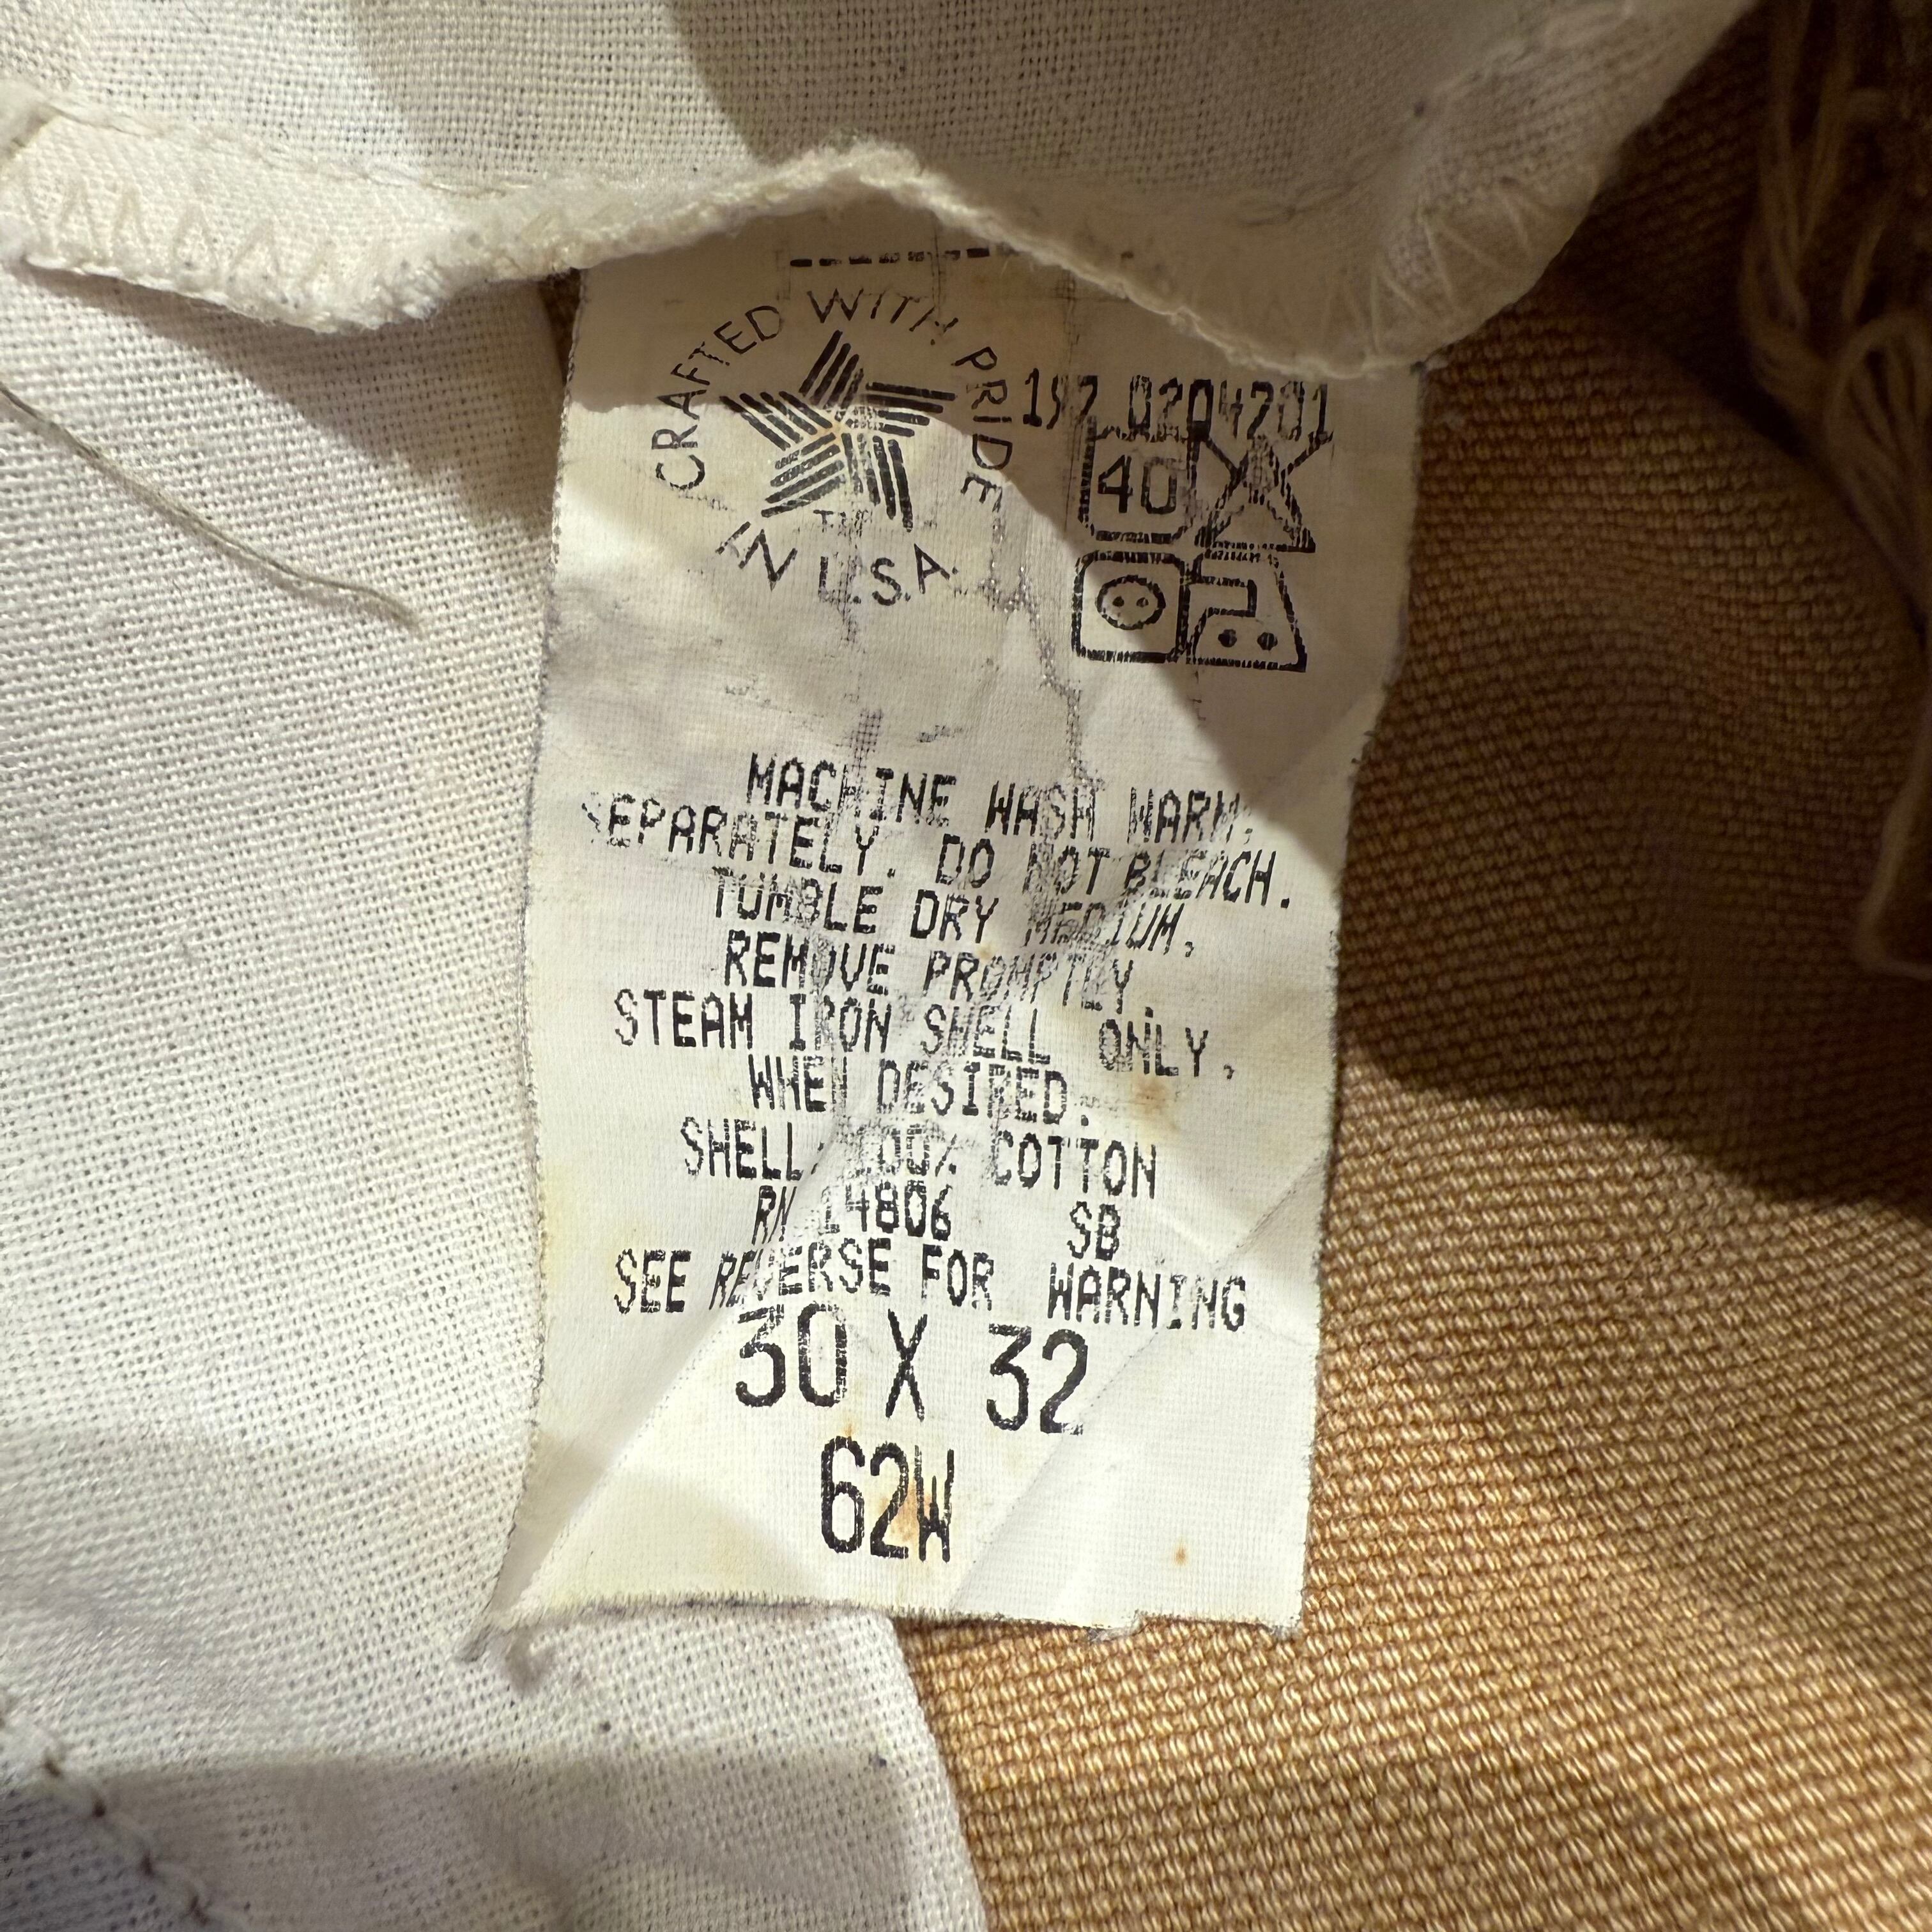 CRAFTED WITH PRIDE
IN U.S.A.
TM
197 0204201
40
MACHINE WASH WARM,
SEPARATELY. DO NOT BLEACH.
TUMBLE DRY MEDIUM,
REMOVE PROMPTLY.
STEAM IRON SHELL ONLY,
WHEN DESIRED.
SHELL: 100% COTTON
RN 14806 SB
SEE REVERSE FOR WARNING
30 X 32
62W